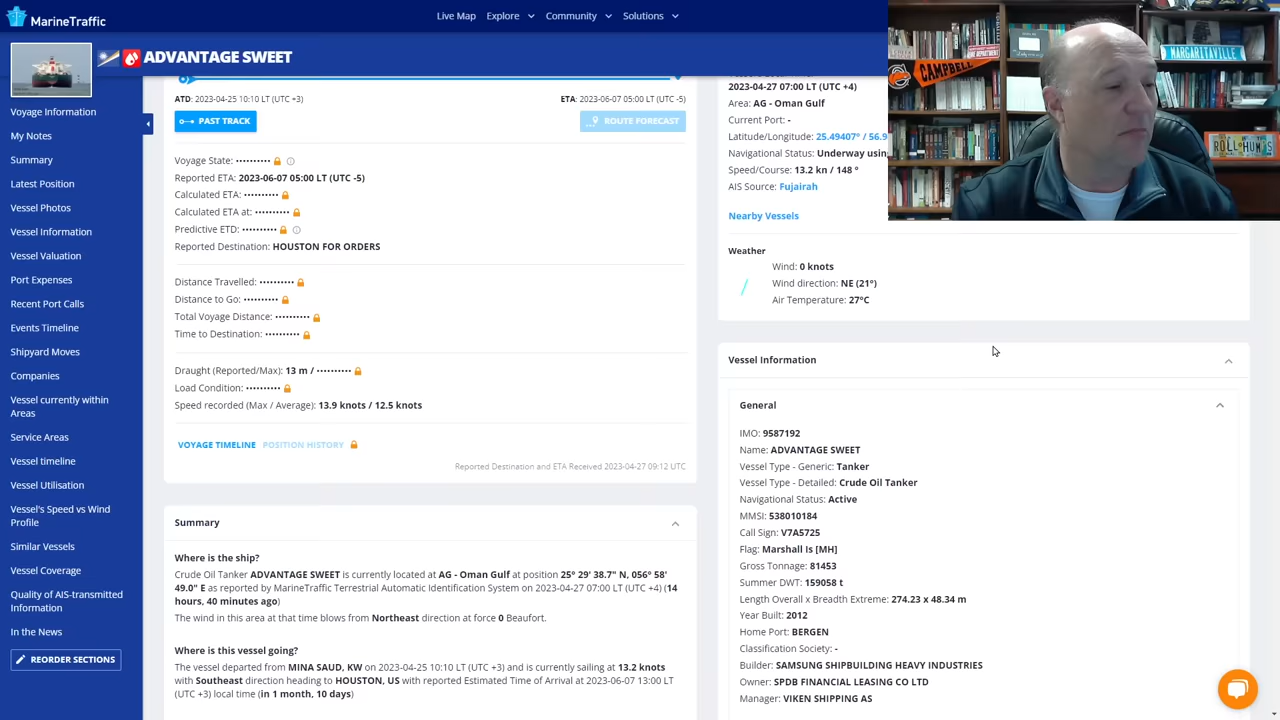 MarineTraffic
Live Map Explore Community Solutions
ADVANTAGE SWEET
Voyage Information
My Notes
Summary
Latest Position
Vessel Photos
Vessel Information
Vessel Valuation
Port Expenses
Recent Port Calls
Events Timeline
Shipyard Moves
Companies
Vessel currently within
Areas
Service Areas
Vessel timeline
Vessel Utilisation
Vessel's Speed vs Wind
Profile
Similar Vessels
Vessel Coverage
Quality of AIS-transmitted
Information
In the News
REORDER SECTIONS
ATD: 2023-04-25 10:10 LT (UTC +3) ETA: 2023-06-07 05:00 LT (UTC -5)
PAST TRACK ROUTE FORECAST
Voyage State: ••••••••••
Reported ETA: 2023-06-07 05:00 LT (UTC -5)
Calculated ETA: ••••••••••
Calculated ETA at: ••••••••••
Predictive ETD: ••••••••••
Reported Destination: HOUSTON FOR ORDERS
Distance Travelled: ••••••••••
Distance to Go: ••••••••••
Total Voyage Distance: ••••••••••
Time to Destination: ••••••••••
Draught (Reported/Max): 13 m / ••••••••••
Load Condition: ••••••••••
Speed recorded (Max / Average): 13.9 knots / 12.5 knots
VOYAGE TIMELINE POSITION HISTORY
Reported Destination and ETA Received 2023-04-27 09:12 UTC
Summary
Where is the ship?
Crude Oil Tanker ADVANTAGE SWEET is currently located at AG - Oman Gulf at position 25° 29' 38.7" N, 056° 58'
49.0" E as reported by MarineTraffic Terrestrial Automatic Identification System on 2023-04-27 07:00 LT (UTC +4) (14
hours, 40 minutes ago)
The wind in this area at that time blows from Northeast direction at force 0 Beaufort.
Where is this vessel going?
The vessel departed from MINA SAUD, KW on 2023-04-25 10:10 LT (UTC +3) and is currently sailing at 13.2 knots
with Southeast direction heading to HOUSTON, US with reported Estimated Time of Arrival at 2023-06-07 13:00 LT
(UTC +3) local time (in 1 month, 10 days)
2023-04-27 07:00 LT (UTC +4)
Area: AG - Oman Gulf
Current Port: -
Latitude/Longitude: 25.49407° / 56.9
Navigational Status: Underway usin
Speed/Course: 13.2 kn / 148 °
AIS Source: Fujairah
Nearby Vessels
Weather
Wind: 0 knots
Wind direction: NE (21°)
Air Temperature: 27°C
Vessel Information
General
IMO: 9587192
Name: ADVANTAGE SWEET
Vessel Type - Generic: Tanker
Vessel Type - Detailed: Crude Oil Tanker
Navigational Status: Active
MMSI: 538010184
Call Sign: V7A5725
Flag: Marshall Is [MH]
Gross Tonnage: 81453
Summer DWT: 159058 t
Length Overall x Breadth Extreme: 274.23 x 48.34 m
Year Built: 2012
Home Port: BERGEN
Classification Society: -
Builder: SAMSUNG SHIPBUILDING HEAVY INDUSTRIES
Owner: SPDB FINANCIAL LEASING CO LTD
Manager: VIKEN SHIPPING AS
CAMPBELL
MARGARITAVILLE
ROLL HUMPS